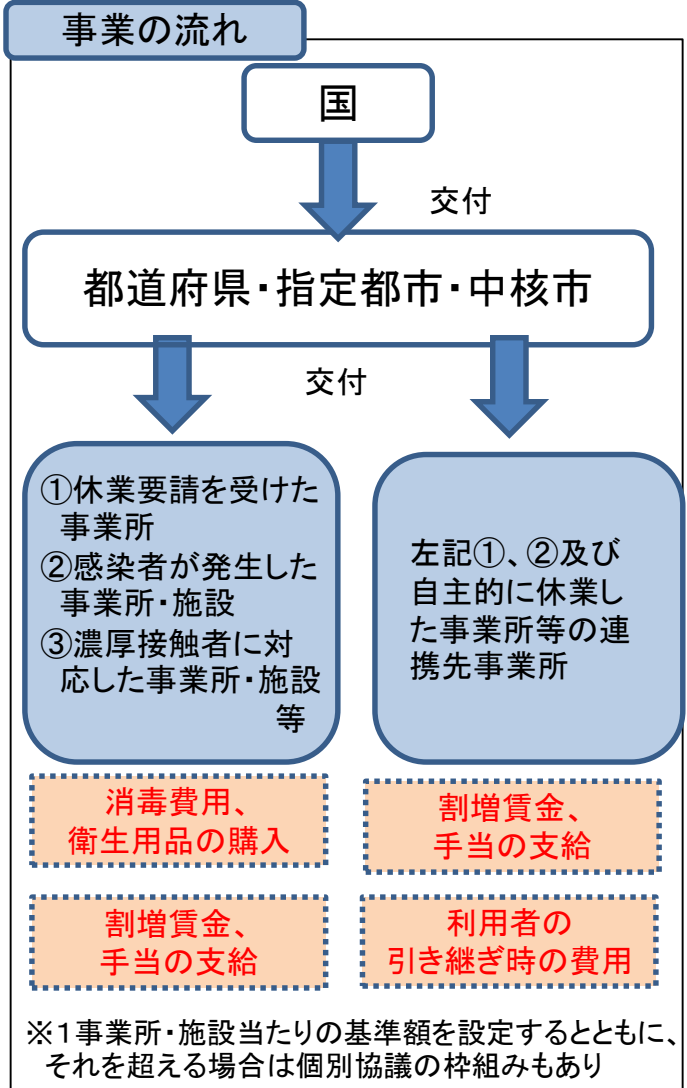 事業の流れ
国
交付
都道府県・指定都市・中核市
交付
①休業要請を受けた
事業所
②感染者が発生した
事業所・施設
③濃厚接触者に対
応した事業所・施設
等
左記①、②及び
自主的に休業し
た事業所等の連
携先事業所
消毒費用、
衛生用品の購入
割増賃金、
手当の支給
割増賃金、
手当の支給
利用者の
引き継ぎ時の費用
※1事業所・施設当たりの基準額を設定するとともに、
それを超える場合は個別協議の枠組みもあり